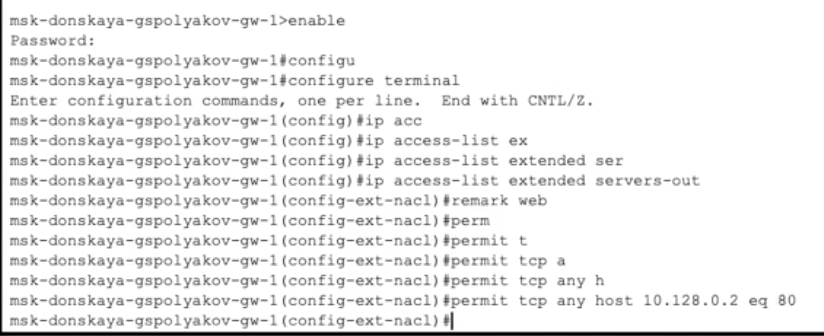 msk-donskaya-gspolyakov-gw-1>enable
Password:
msk-donskaya-gspolyakov-gw-1#configu
msk-donskaya-gspolyakov-gw-1#configure terminal
Enter configuration commands, one per line.  End with CNTL/Z.
msk-donskaya-gspolyakov-gw-1(config)#ip acc
msk-donskaya-gspolyakov-gw-1(config)#ip access-list ex
msk-donskaya-gspolyakov-gw-1(config)#ip access-list extended ser
msk-donskaya-gspolyakov-gw-1(config)#ip access-list extended servers-out
msk-donskaya-gspolyakov-gw-1(config-ext-nacl)#remark web
msk-donskaya-gspolyakov-gw-1(config-ext-nacl)#perm
msk-donskaya-gspolyakov-gw-1(config-ext-nacl)#permit t
msk-donskaya-gspolyakov-gw-1(config-ext-nacl)#permit tcp a
msk-donskaya-gspolyakov-gw-1(config-ext-nacl)#permit tcp any h
msk-donskaya-gspolyakov-gw-1(config-ext-nacl)#permit tcp any host 10.128.0.2 eq 80
msk-donskaya-gspolyakov-gw-1(config-ext-nacl)#